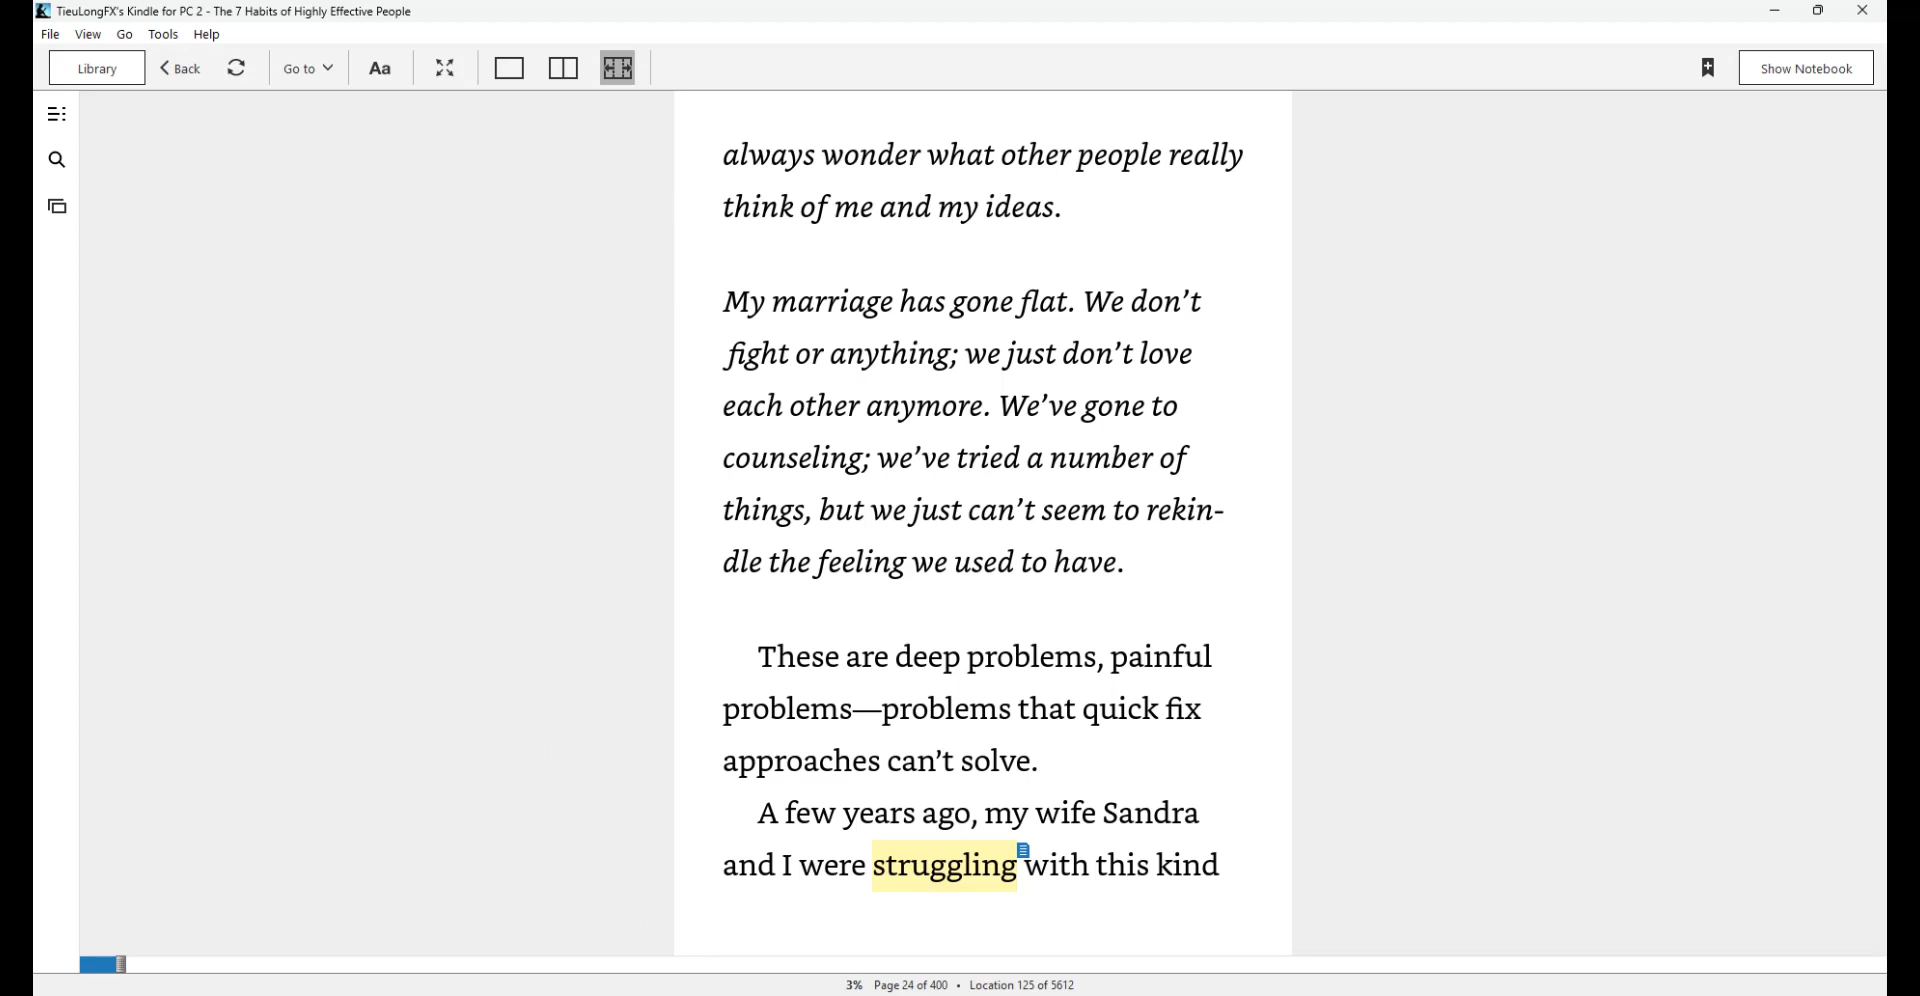 TieuLongFX's Kindle for PC 2 - The 7 Habits of Highly Effective People
File View Go Tools Help
Library Back Go to Aa Show Notebook
always wonder what other people really
think of me and my ideas.
My marriage has gone flat. We don’t
fight or anything; we just don’t love
each other anymore. We’ve gone to
counseling; we’ve tried a number of
things, but we just can’t seem to rekin-
dle the feeling we used to have.
These are deep problems, painful
problems—problems that quick fix
approaches can’t solve.
A few years ago, my wife Sandra
and I were struggling with this kind
3% Page 24 of 400 • Location 125 of 5612